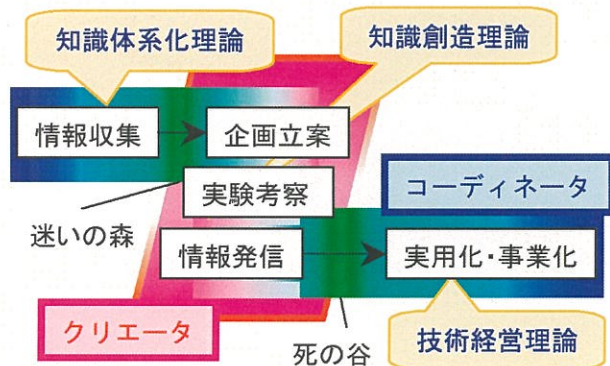 知識体系化理論
知識創造理論
情報収集
企画立案
実験考察
コーディネータ
迷いの森
情報発信
実用化・事業化
クリエータ
死の谷
技術経営理論